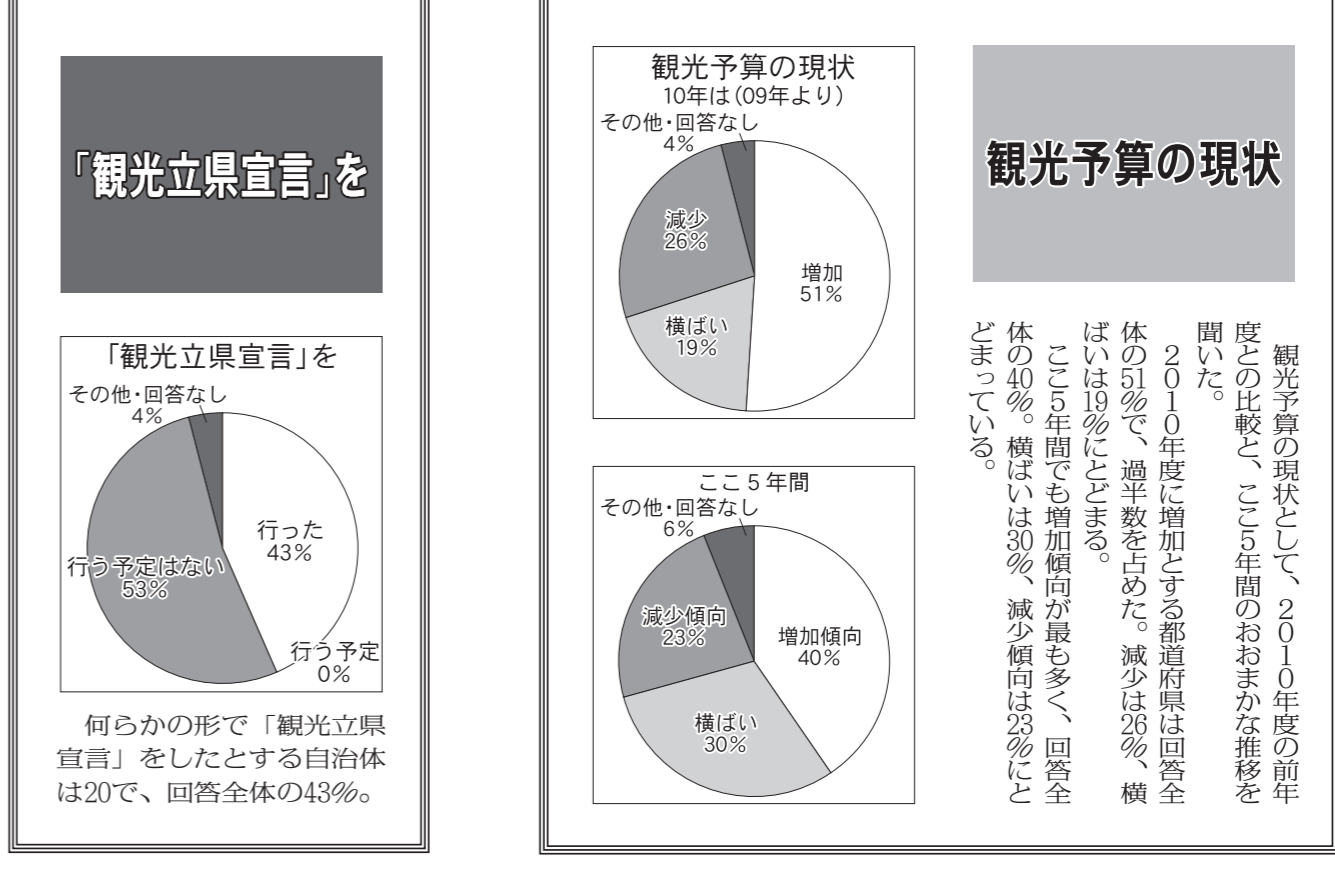 観光予算の現状
観光予算の現状として、2010年度の前年
度との比較と、ここ5年間のおおまかな推移を
聞いた。
2010年度に増加とする都道府県は回答全
体の51%で、過半数を占めた。減少は26%、横
ばいは19%にとどまる。
ここ5年間でも増加傾向が最も多く、回答全
体の40%。横ばいは30%、減少傾向は23%にと
どまっている。
観光予算の現状
10年は(09年より)
その他・回答なし
4%
減少
26%
増加
51%
横ばい
19%
ここ5年間
その他・回答なし
6%
減少傾向
23%
増加傾向
40%
横ばい
30%
「観光立県宣言」を
「観光立県宣言」を
その他・回答なし
4%
行った
43%
行う予定はない
53%
行う予定
0%
何らかの形で「観光立県
宣言」をしたとする自治体
は20で、回答全体の43%。